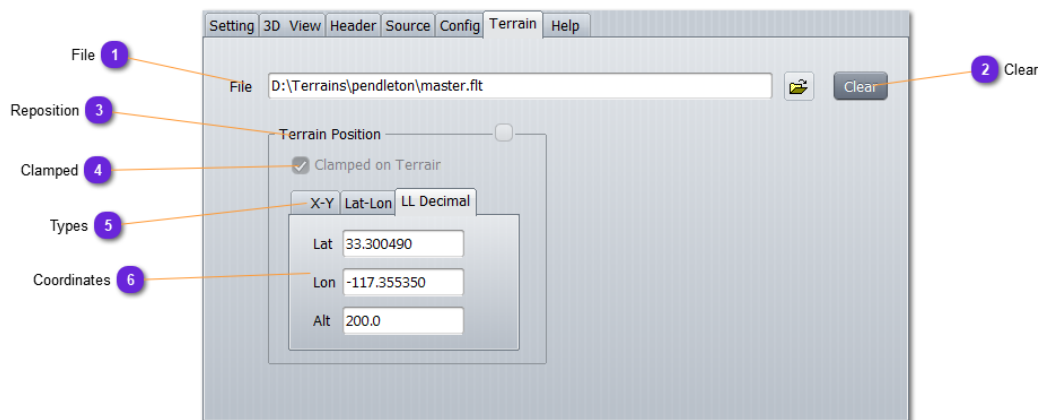 Setting 3D View Header Source Config Terrain Help
File 1
2 Clear
File D:\Terrains\pendleton\master.flt Clear
Reposition 3
Terrain Position
Clamped 4
Clamped on Terrair
X-Y Lat-Lon LL Decimal
Types 5
Lat 33.300490
Coordinates 6
Lon -117.355350
Alt 200.0